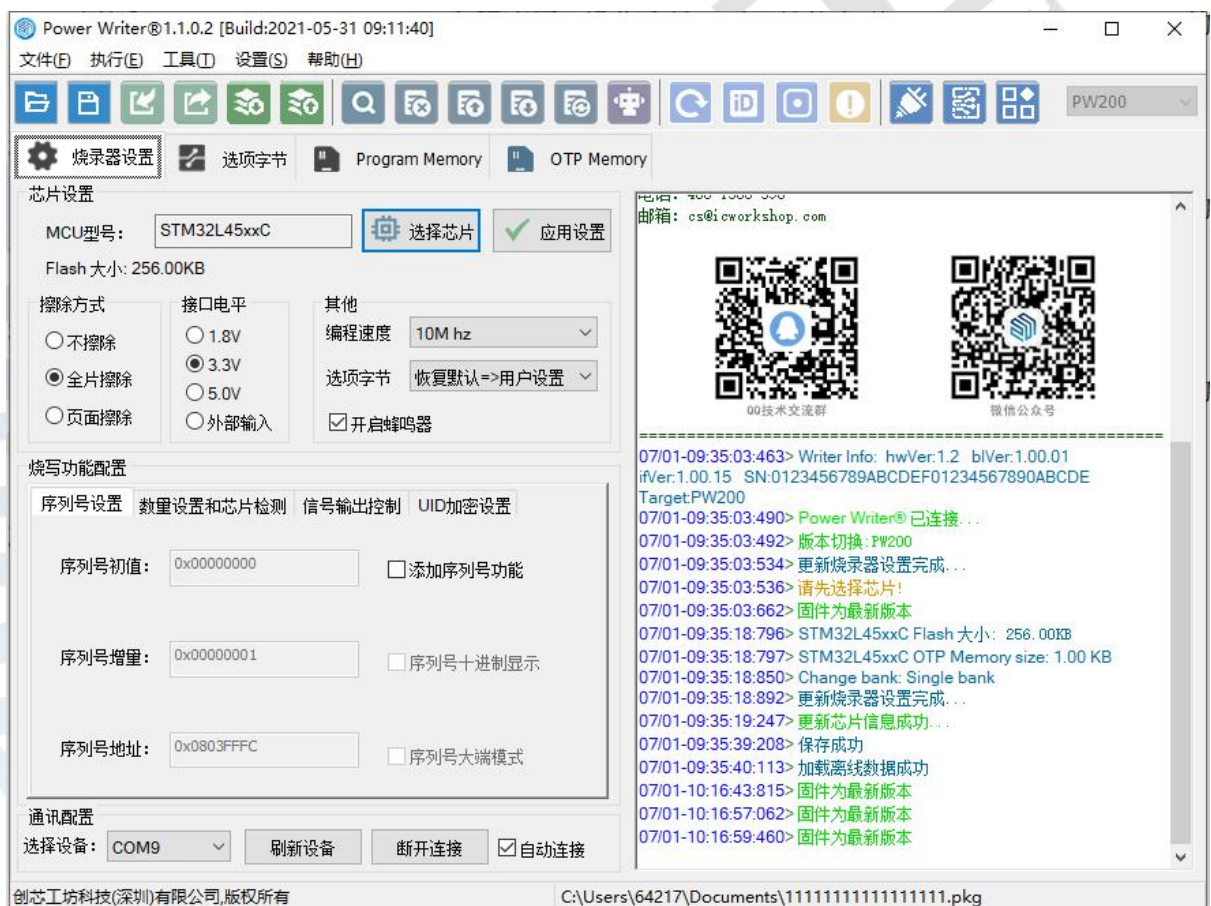 Power Writer®1.1.0.2 [Build:2021-05-31 09:11:40]
文件(F) 执行(E) 工具(T) 设置(S) 帮助(H)
iD
PW200
烧录器设置 选项字节 Program Memory OTP Memory
芯片设置
MCU型号: STM32L45xxC 选择芯片 应用设置
Flash 大小: 256.00KB
擦除方式 接口电平 其他
不擦除 1.8V 编程速度 10M hz
全片擦除 3.3V 选项字节 恢复默认=>用户设置
页面擦除 5.0V
外部输入 开启蜂鸣器
烧写功能配置
序列号设置 数量设置和芯片检测 信号输出控制 UID加密设置
序列号初值: 0x00000000 添加序列号功能
序列号增量: 0x00000001 序列号十进制显示
序列号地址: 0x0803FFFC 序列号大端模式
通讯配置
选择设备: COM9 刷新设备 断开连接 自动连接
邮箱: cs@icworkshop.com
QQ技术交流群 微信公众号
==========================================================
07/01-09:35:03:463> Writer Info: hwVer:1.2 blVer:1.00.01
ifVer:1.00.15 SN:0123456789ABCDEF01234567890ABCDE
Target:PW200
07/01-09:35:03:490> Power Writer® 已连接...
07/01-09:35:03:492> 版本切换:PW200
07/01-09:35:03:534> 更新烧录器设置完成...
07/01-09:35:03:536> 请先选择芯片!
07/01-09:35:03:662> 固件为最新版本
07/01-09:35:18:796> STM32L45xxC Flash 大小: 256.00KB
07/01-09:35:18:797> STM32L45xxC OTP Memory size: 1.00 KB
07/01-09:35:18:850> Change bank: Single bank
07/01-09:35:18:892> 更新烧录器设置完成...
07/01-09:35:19:247> 更新芯片信息成功....
07/01-09:35:39:208> 保存成功
07/01-09:35:40:113> 加载离线数据成功
07/01-10:16:43:815> 固件为最新版本
07/01-10:16:57:062> 固件为最新版本
07/01-10:16:59:460> 固件为最新版本
创芯工坊科技(深圳)有限公司,版权所有 C:\Users\64217\Documents\11111111111111111.pkg